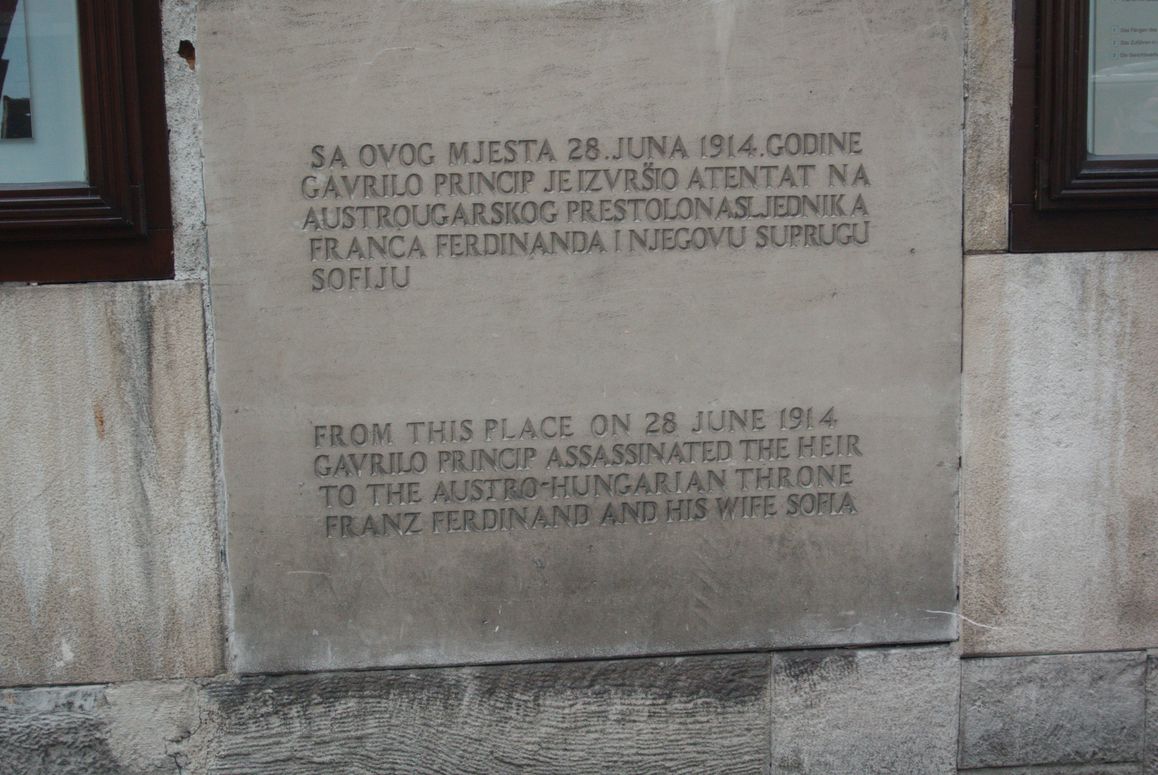 SA OVOG MJESTA 28.JUNA 1914.GODINE
GAVRILO PRINCIP JE IZVRŠIO ATENTAT NA
AUSTROUGARSKOG PRESTOLONASLJEDNIKA
FRANCA FERDINANDA I NJEGOVU SUPRUGU
SOFIJU
FROM THIS PLACE ON 28 JUNE 1914
GAVRILO PRINCIP ASSASSINATED THE HEIR
TO THE AUSTRO-HUNGARIAN THRONE
FRANZ FERDINAND AND HIS WIFE SOFIA